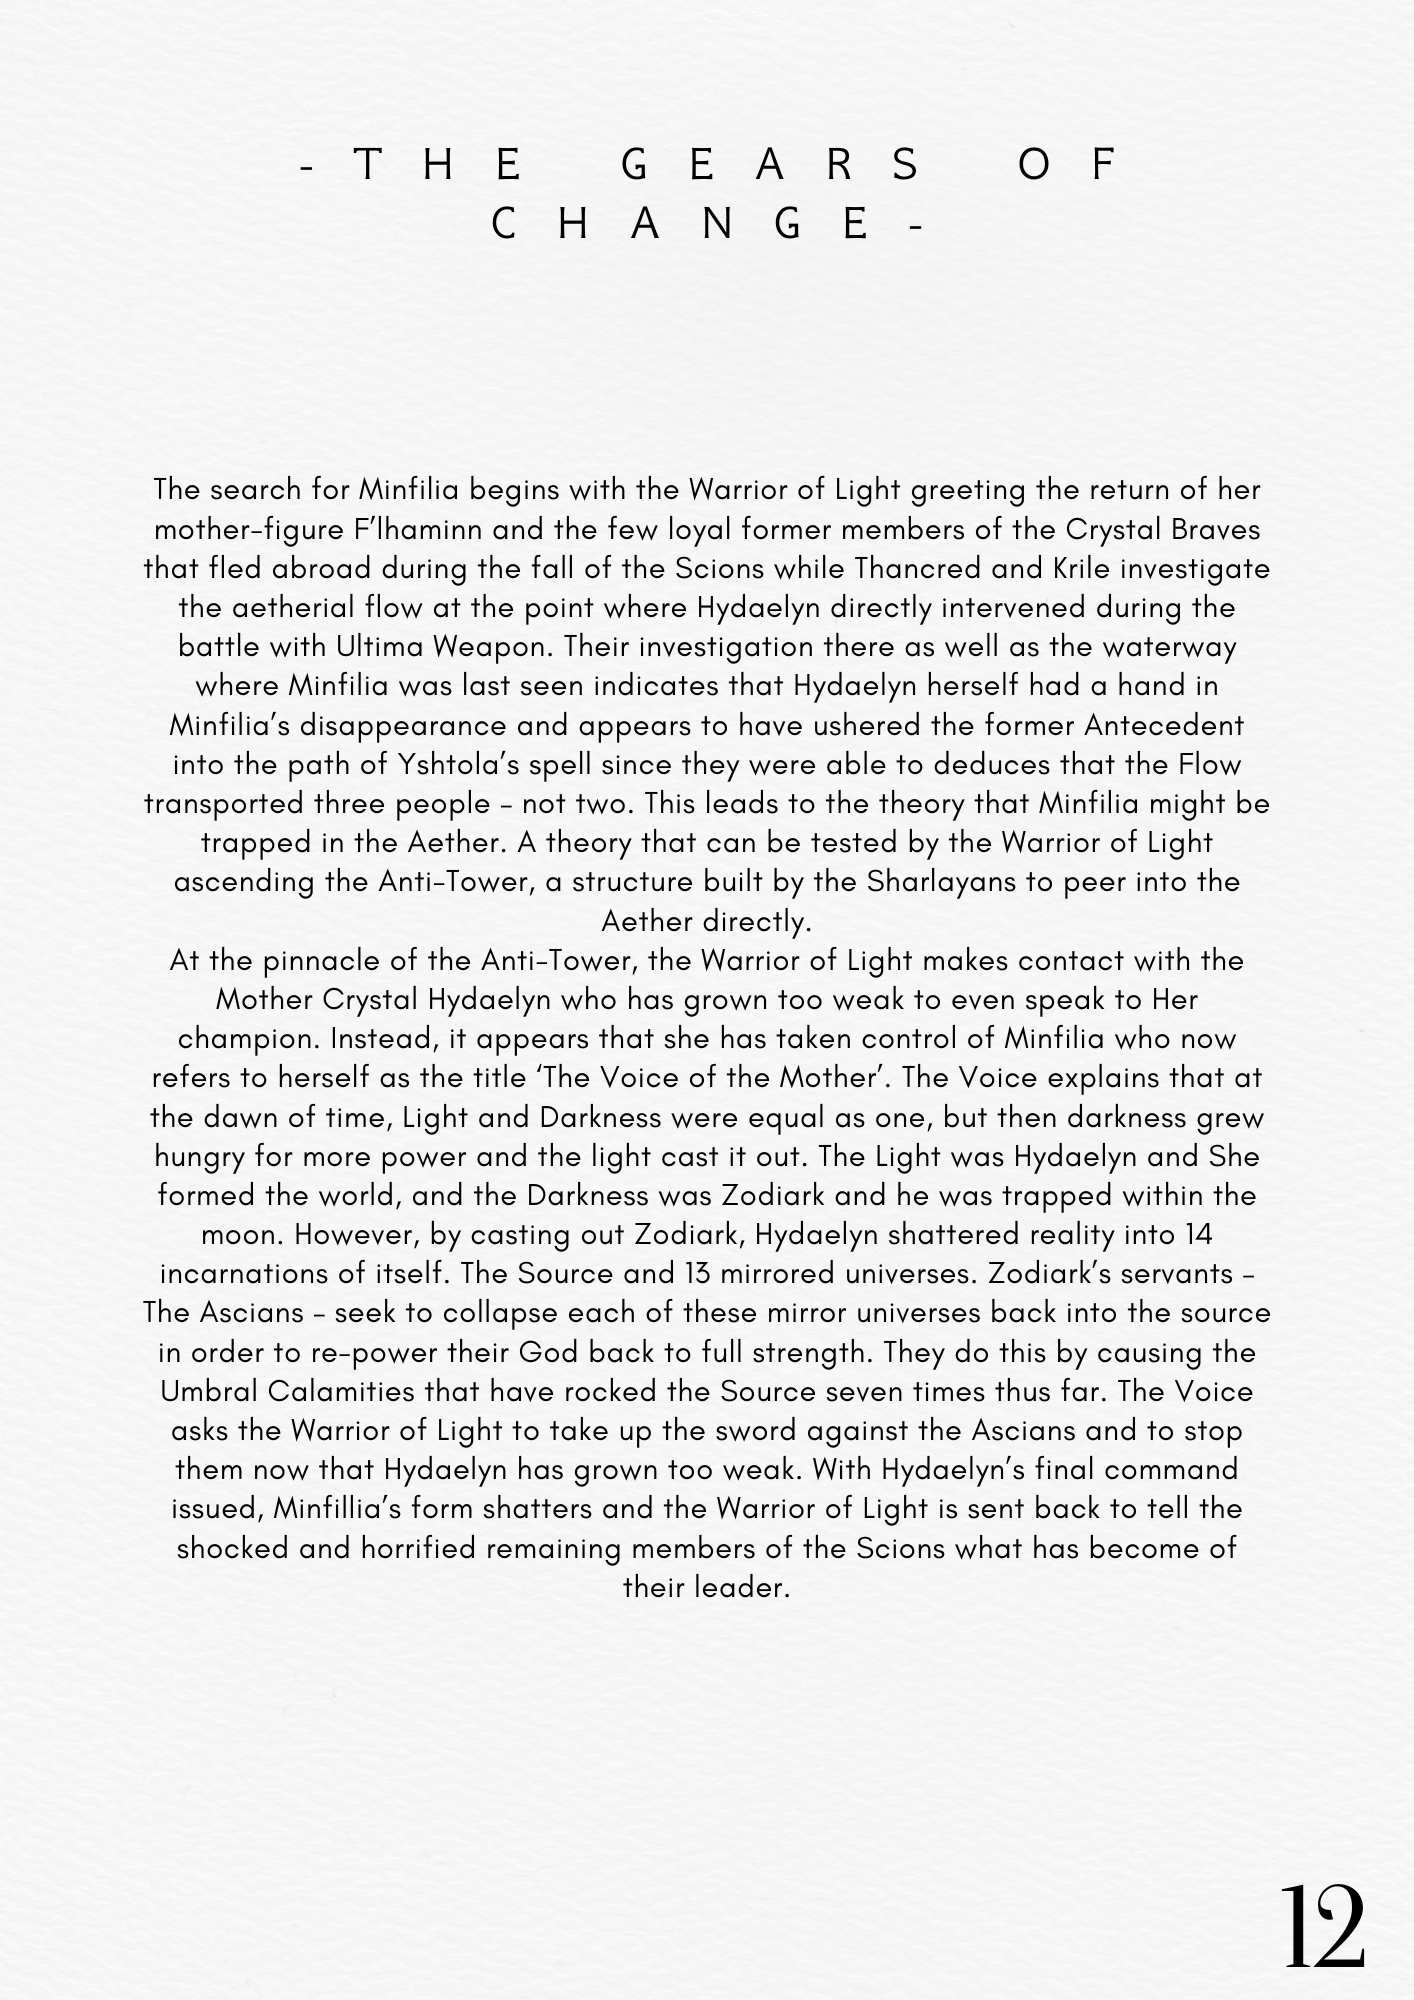 - T H E   G E A R S   O F
C H A N G E -
The search for Minfilia begins with the Warrior of Light greeting the return of her
mother-figure F’lhaminn and the few loyal former members of the Crystal Braves
that fled abroad during the fall of the Scions while Thancred and Krile investigate
the aetherial flow at the point where Hydaelyn directly intervened during the
battle with Ultima Weapon. Their investigation there as well as the waterway
where Minfilia was last seen indicates that Hydaelyn herself had a hand in
Minfilia’s disappearance and appears to have ushered the former Antecedent
into the path of Yshtola’s spell since they were able to deduces that the Flow
transported three people – not two. This leads to the theory that Minfilia might be
trapped in the Aether. A theory that can be tested by the Warrior of Light
ascending the Anti-Tower, a structure built by the Sharlayans to peer into the
Aether directly.
At the pinnacle of the Anti-Tower, the Warrior of Light makes contact with the
Mother Crystal Hydaelyn who has grown too weak to even speak to Her
champion. Instead, it appears that she has taken control of Minfilia who now
refers to herself as the title ‘The Voice of the Mother’. The Voice explains that at
the dawn of time, Light and Darkness were equal as one, but then darkness grew
hungry for more power and the light cast it out. The Light was Hydaelyn and She
formed the world, and the Darkness was Zodiark and he was trapped within the
moon. However, by casting out Zodiark, Hydaelyn shattered reality into 14
incarnations of itself. The Source and 13 mirrored universes. Zodiark’s servants –
The Ascians – seek to collapse each of these mirror universes back into the source
in order to re-power their God back to full strength. They do this by causing the
Umbral Calamities that have rocked the Source seven times thus far. The Voice
asks the Warrior of Light to take up the sword against the Ascians and to stop
them now that Hydaelyn has grown too weak. With Hydaelyn’s final command
issued, Minfillia’s form shatters and the Warrior of Light is sent back to tell the
shocked and horrified remaining members of the Scions what has become of
their leader.
12